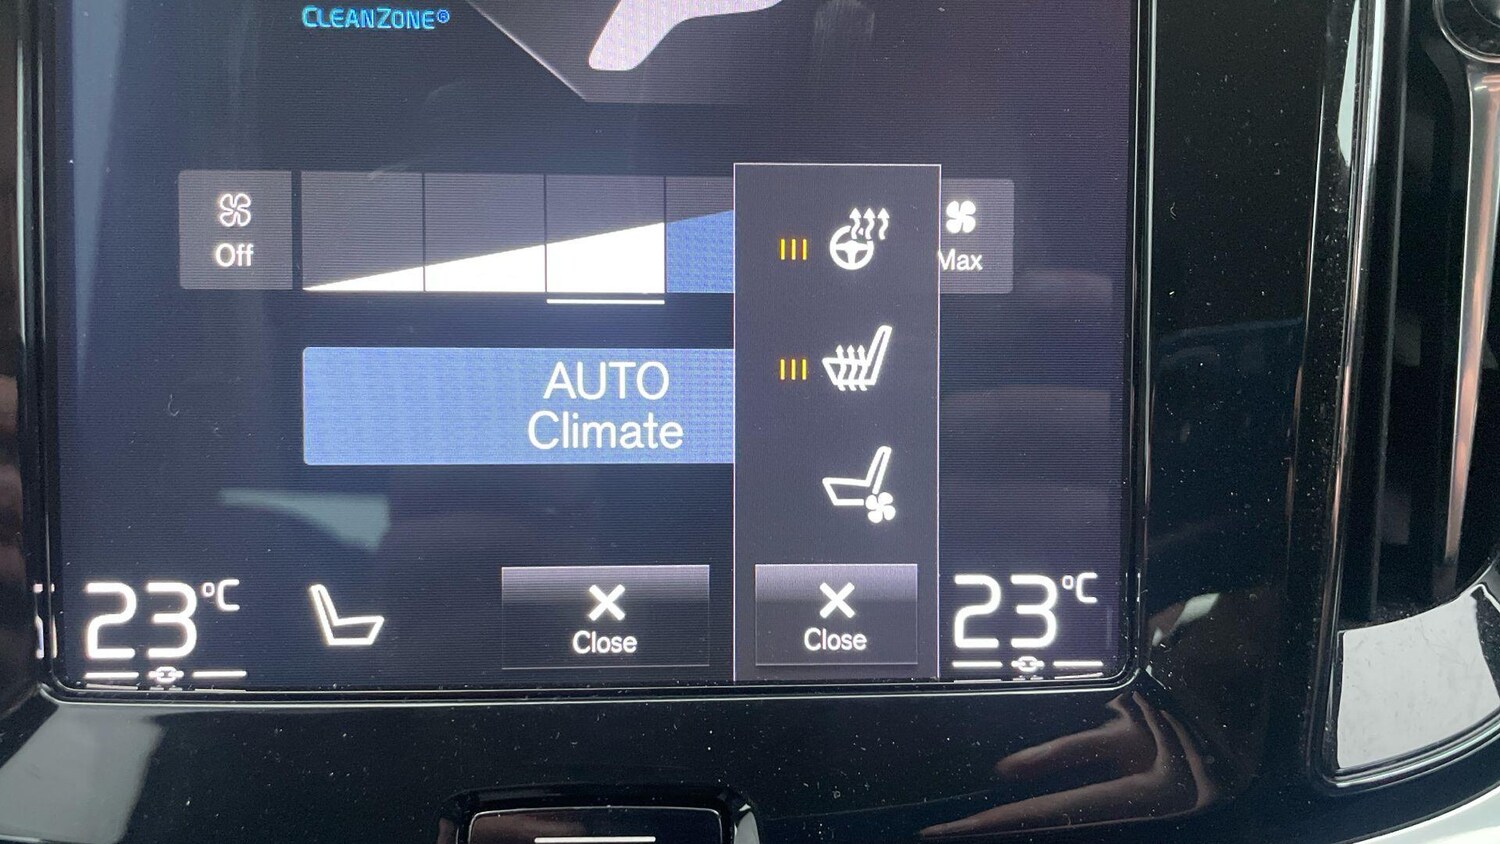 CLEANZONE®
Off
Max
AUTO
Climate
23°C
Close
Close
23°C